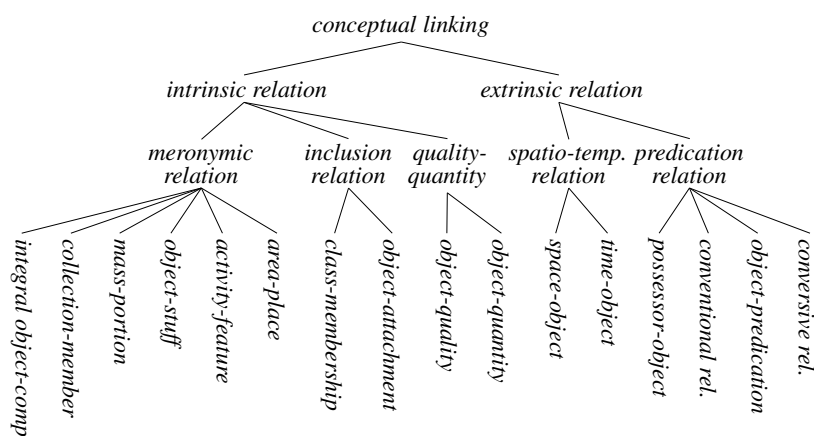 conceptual linking
intrinsic relation
extrinsic relation
meronymic
relation
inclusion
relation
quality-
quantity
spatio-temp.
relation
predication
relation
integral object-comp
collection-member
mass-portion
object-stuff
activity-feature
area-place
class-membership
object-attachment
object-quality
object-quantity
space-object
time-object
possessor-object
conventional rel.
object-predication
conversive rel.